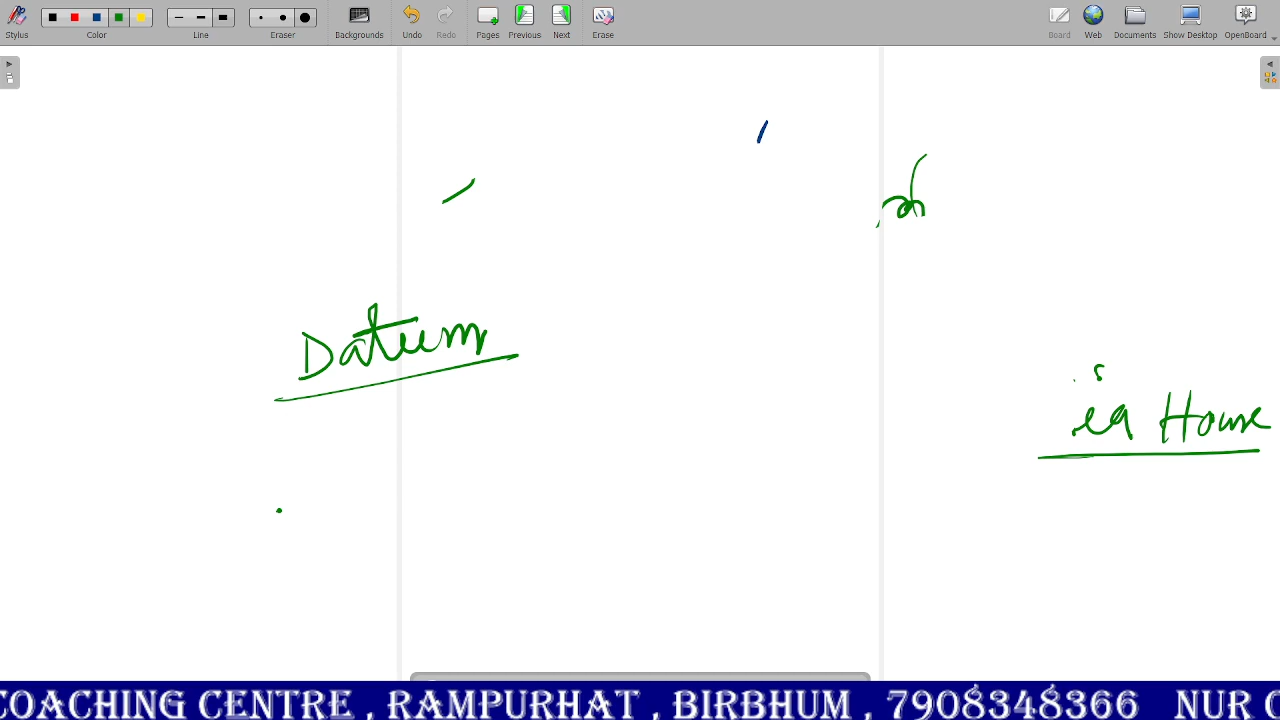 Stylus Color Line Eraser Backgrounds Undo Redo Pages Previous Next Erase Board Web Documents Show Desktop OpenBoard
Datum
House
COACHING CENTRE , RAMPURHAT , BIRBHUM , 7908348366 NUR